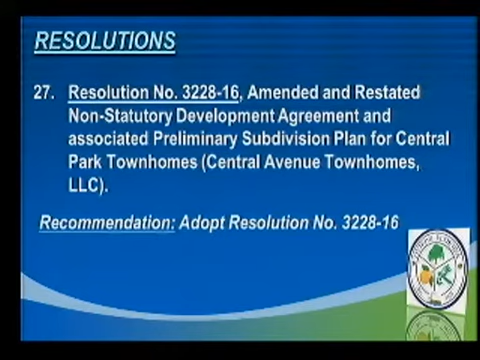 RESOLUTIONS
27. Resolution No. 3228-16, Amended and Restated
Non-Statutory Development Agreement and
associated Preliminary Subdivision Plan for Central
Park Townhomes (Central Avenue Townhomes,
LLC).
Recommendation: Adopt Resolution No. 3228-16